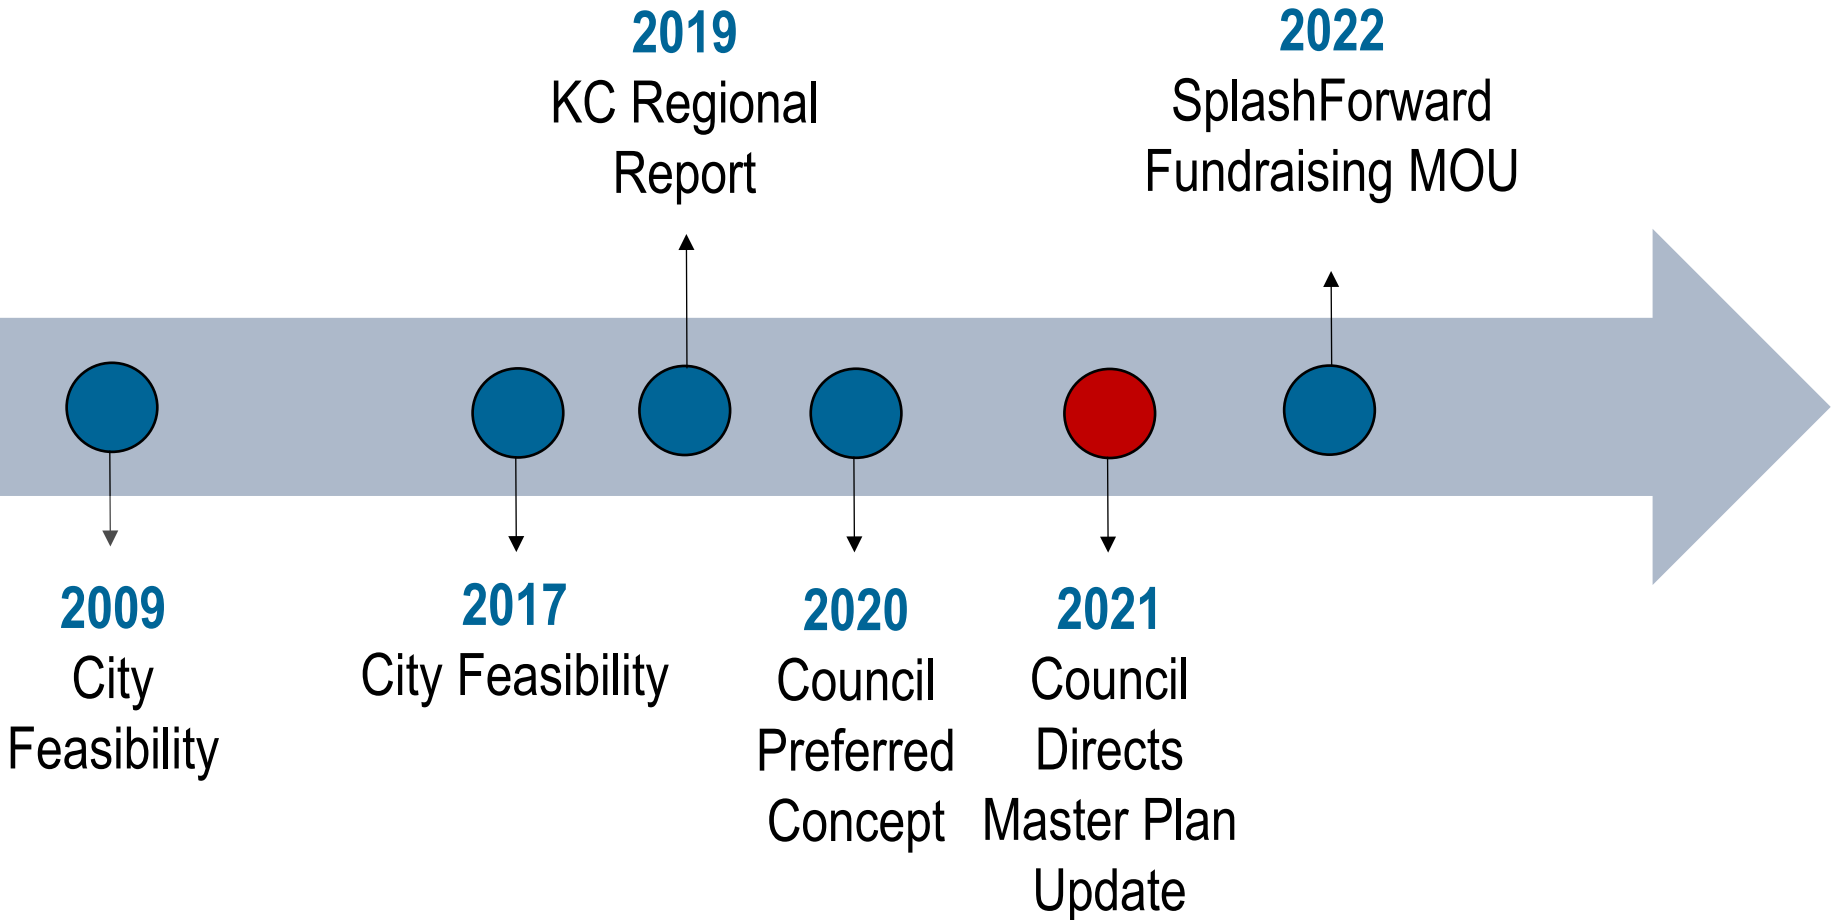 2019
KC Regional
Report
2022
SplashForward
Fundraising MOU
2009
City
Feasibility
2017
City Feasibility
2020
Council
Preferred
Concept
2021
Council
Directs
Master Plan
Update